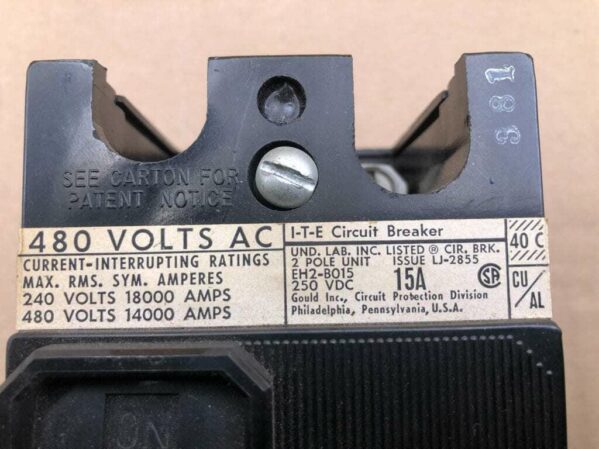 SEE CARTON FOR
PATENT NOTICE
480 VOLTS AC
CURRENT-INTERRUPTING RATINGS
MAX. RMS. SYM. AMPERES
240 VOLTS 18000 AMPS
480 VOLTS 14000 AMPS
I-T-E Circuit Breaker
UND. LAB. INC. LISTED ® CIR. BRK.
2 POLE UNIT ISSUE LJ-2855
EH2-B015
250 VDC 15A SA
Gould Inc., Circuit Protection Division
Philadelphia, Pennsylvania, U.S.A.
40 C
CU/
AL
ON